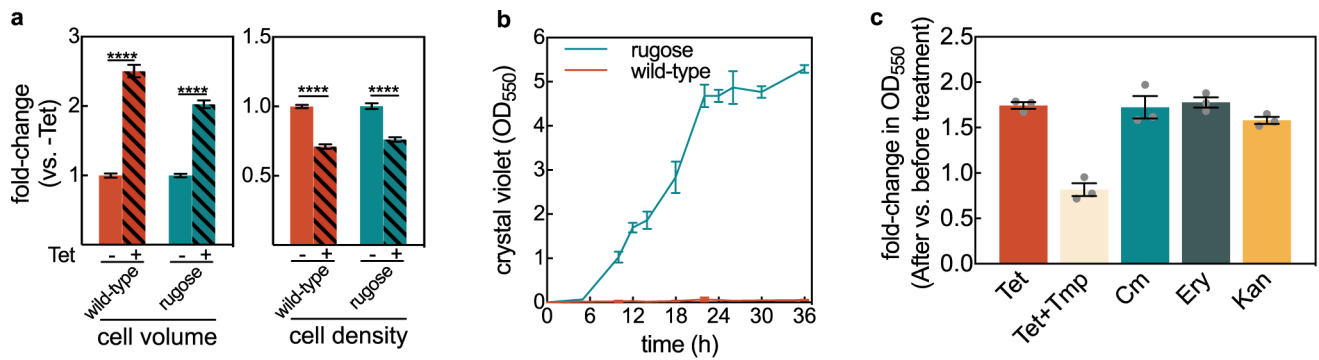 a
fold-change
(vs. -Tet)
3
2
1
**** ****
Tet - + - +
wild-type rugose
cell volume
1.5
1.0
0.5
**** ****
- + - +
wild-type rugose
cell density
b
crystal violet (OD550)
6
5
4
3
2
1
0
rugose
wild-type
0 6 12 18 24 30 36
time (h)
c
fold-change in OD550
(After vs. before treatment)
2.5
2.0
1.5
1.0
0.5
0.0
Tet Tet+Tmp Cm Ery Kan